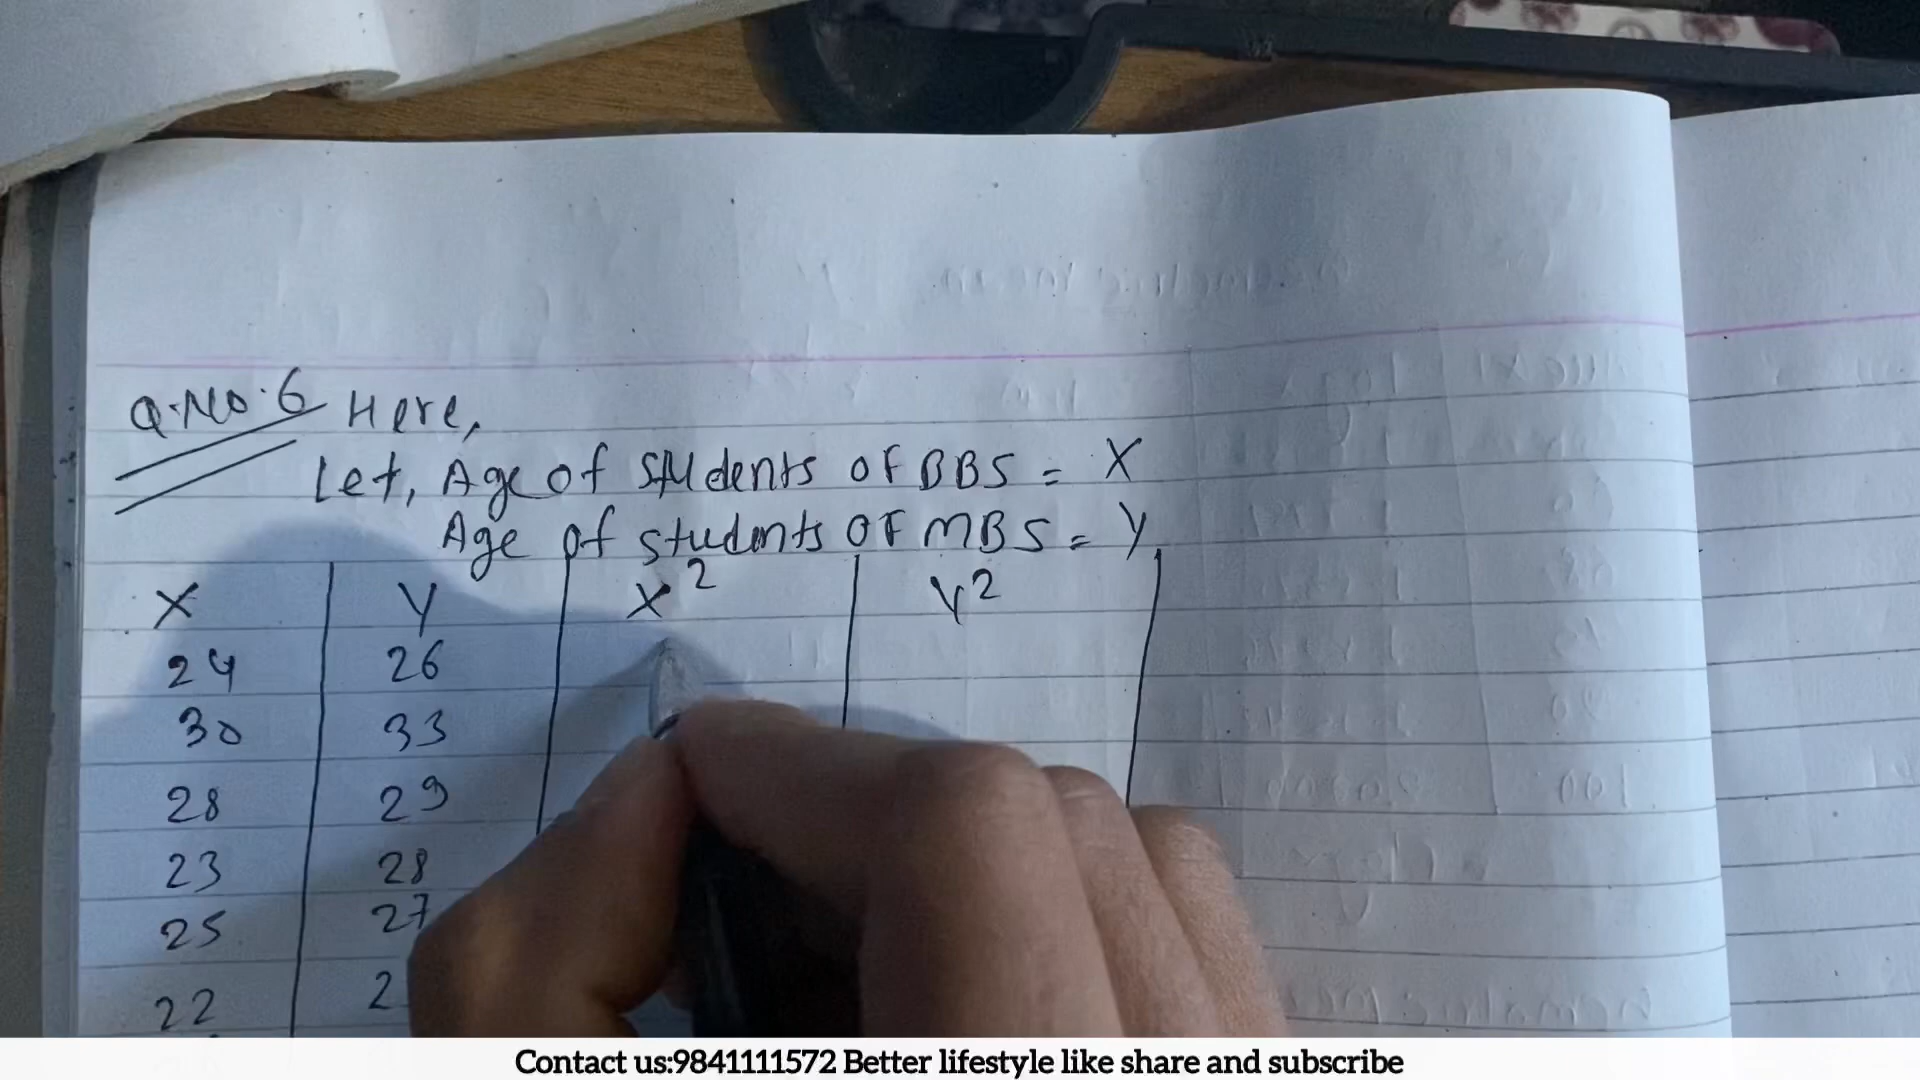 Q.No.6 Here,
Let, Age of students OF BBS = X
Age of students OF MBS = Y
X Y X² Y²
24 26
30 33
28 29
23 28
25 27
22 2
Contact us:9841111572 Better lifestyle like share and subscribe